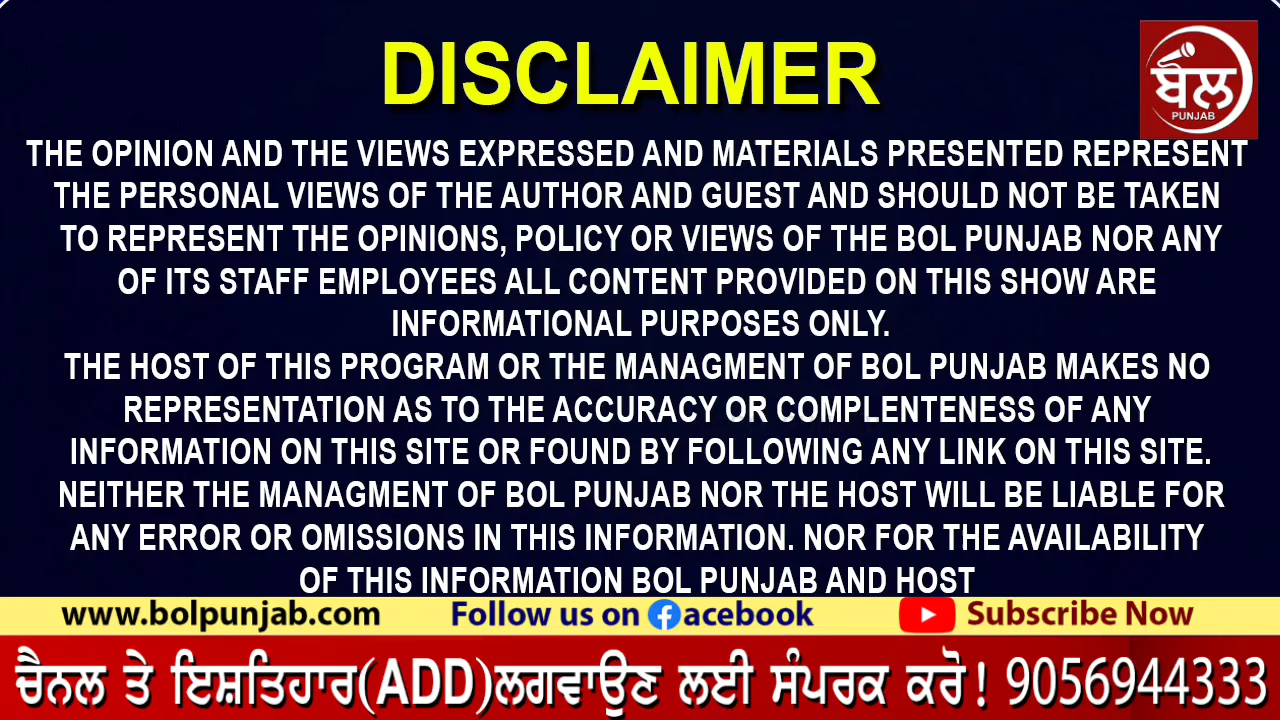 DISCLAIMER
ਬੋਲ
PUNJAB
THE OPINION AND THE VIEWS EXPRESSED AND MATERIALS PRESENTED REPRESENT
THE PERSONAL VIEWS OF THE AUTHOR AND GUEST AND SHOULD NOT BE TAKEN
TO REPRESENT THE OPINIONS, POLICY OR VIEWS OF THE BOL PUNJAB NOR ANY
OF ITS STAFF EMPLOYEES ALL CONTENT PROVIDED ON THIS SHOW ARE
INFORMATIONAL PURPOSES ONLY.
THE HOST OF THIS PROGRAM OR THE MANAGMENT OF BOL PUNJAB MAKES NO
REPRESENTATION AS TO THE ACCURACY OR COMPLENTENESS OF ANY
INFORMATION ON THIS SITE OR FOUND BY FOLLOWING ANY LINK ON THIS SITE.
NEITHER THE MANAGMENT OF BOL PUNJAB NOR THE HOST WILL BE LIABLE FOR
ANY ERROR OR OMISSIONS IN THIS INFORMATION. NOR FOR THE AVAILABILITY
OF THIS INFORMATION BOL PUNJAB AND HOST
www.bolpunjab.com Follow us on facebook Subscribe Now
ਚੈਨਲ ਤੇ ਇਸ਼ਤਿਹਾਰ(ADD)ਲਗਵਾਉਣ ਲਈ ਸੰਪਰਕ ਕਰੋ! 9056944333